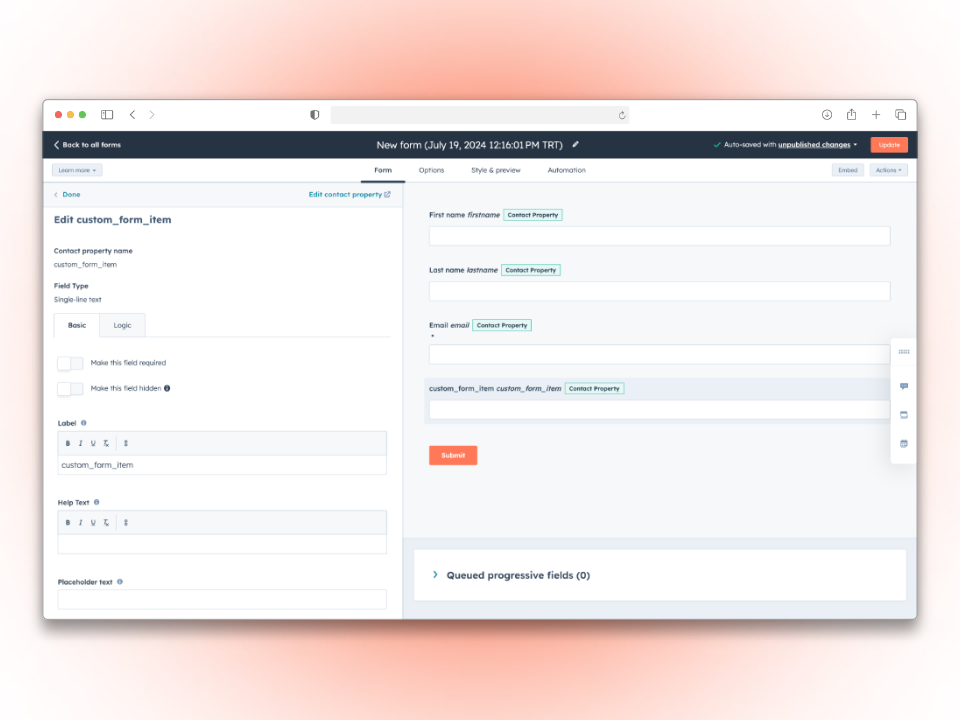 Back to all forms
New form (July 19, 2024 12:16:01 PM TRT)
Auto-saved with unpublished changes
Update
Learn more
Form
Options
Style & preview
Automation
Embed
Actions
Done
Edit contact property
Edit custom_form_item
Contact property name
custom_form_item
Field Type
Single-line text
Basic
Logic
Make this field required
Make this field hidden
Label
B I U Tx
custom_form_item
Help Text
B I U Tx
Placeholder text
First name firstname Contact Property
Last name lastname Contact Property
Email email Contact Property
*
custom_form_item custom_form_item Contact Property
Submit
Queued progressive fields (0)